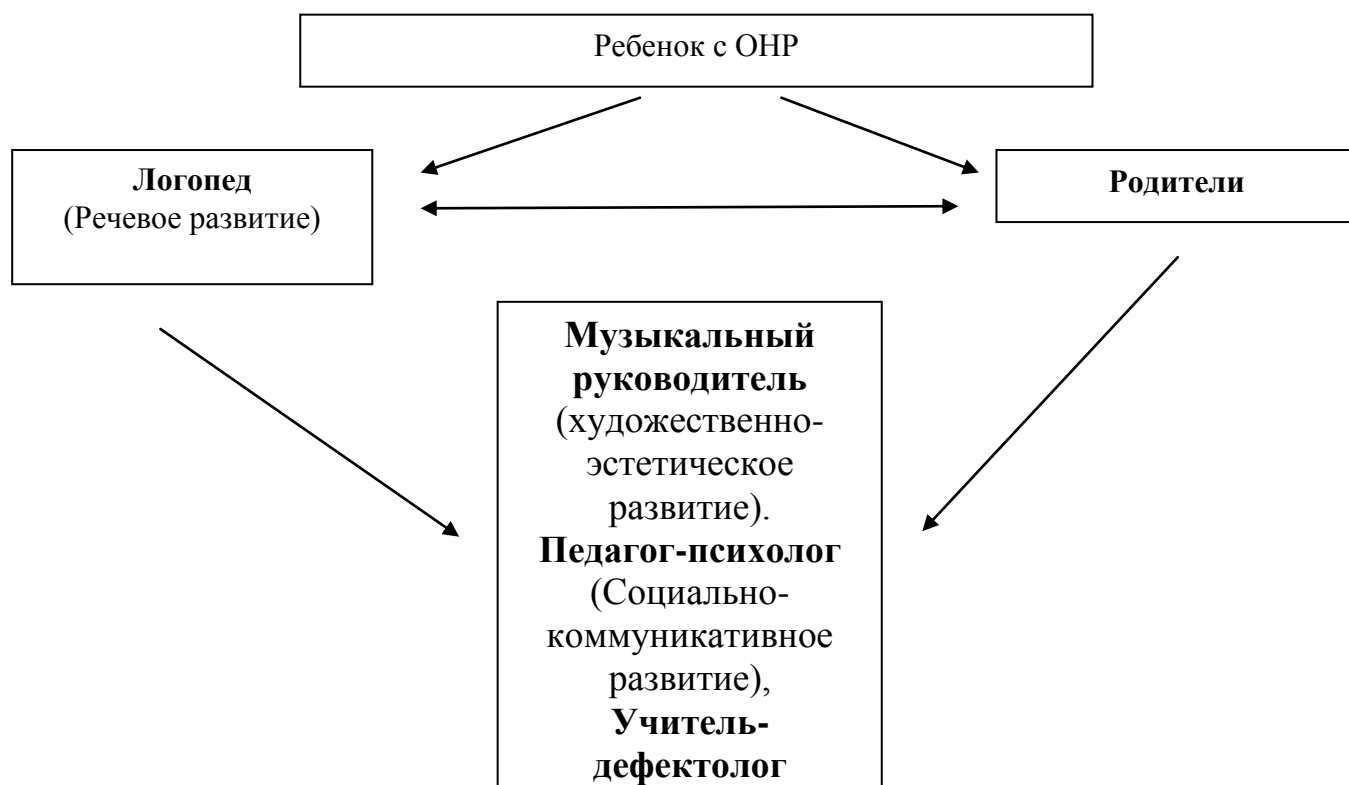 Ребенок с ОНР
Логопед
(Речевое развитие)
Родители
Музыкальный
руководитель
(художественно-
эстетическое
развитие).
Педагог-психолог
(Социально-
коммуникативное
развитие),
Учитель-
дефектолог